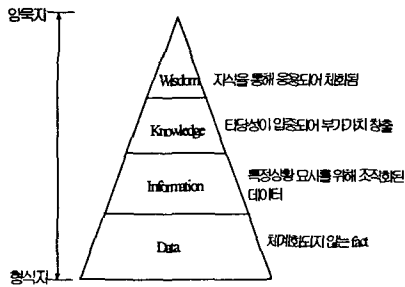 암묵지
Wisdom 지식을 통해 응용되어 체화됨
Knowledge 타당성이 입증되어 부가가치 창출
Information 특정상황 묘사를 위해 조직화된
데이터
Data 체계화되지 않는 fact
형식지